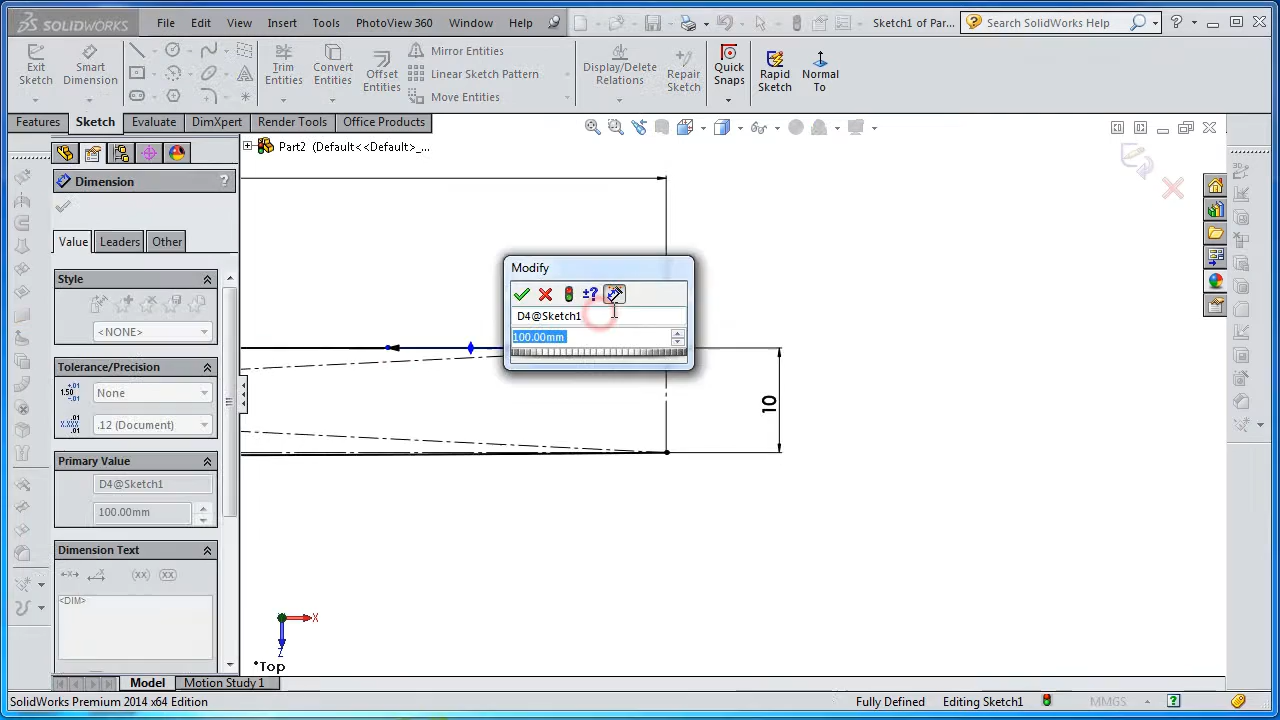 SOLIDWORKS File Edit View Insert Tools PhotoView 360 Window Help Sketch1 of Par... Search SolidWorks Help
Exit Sketch
Smart Dimension
Trim Entities
Convert Entities
Offset Entities
Mirror Entities
Linear Sketch Pattern
Move Entities
Display/Delete Relations
Repair Sketch
Quick Snaps
Rapid Sketch
Normal To
Features Sketch Evaluate DimXpert Render Tools Office Products
Part2 (Default<<Default>_...
Dimension ?
Value Leaders Other
Style
<NONE>
Tolerance/Precision
None
.12 (Document)
Primary Value
D4@Sketch1
100.00mm
Dimension Text
<DIM>
Modify
D4@Sketch1
100.00mm
10
X
Z
*Top
Model Motion Study 1
SolidWorks Premium 2014 x64 Edition Fully Defined Editing Sketch1 MMGS